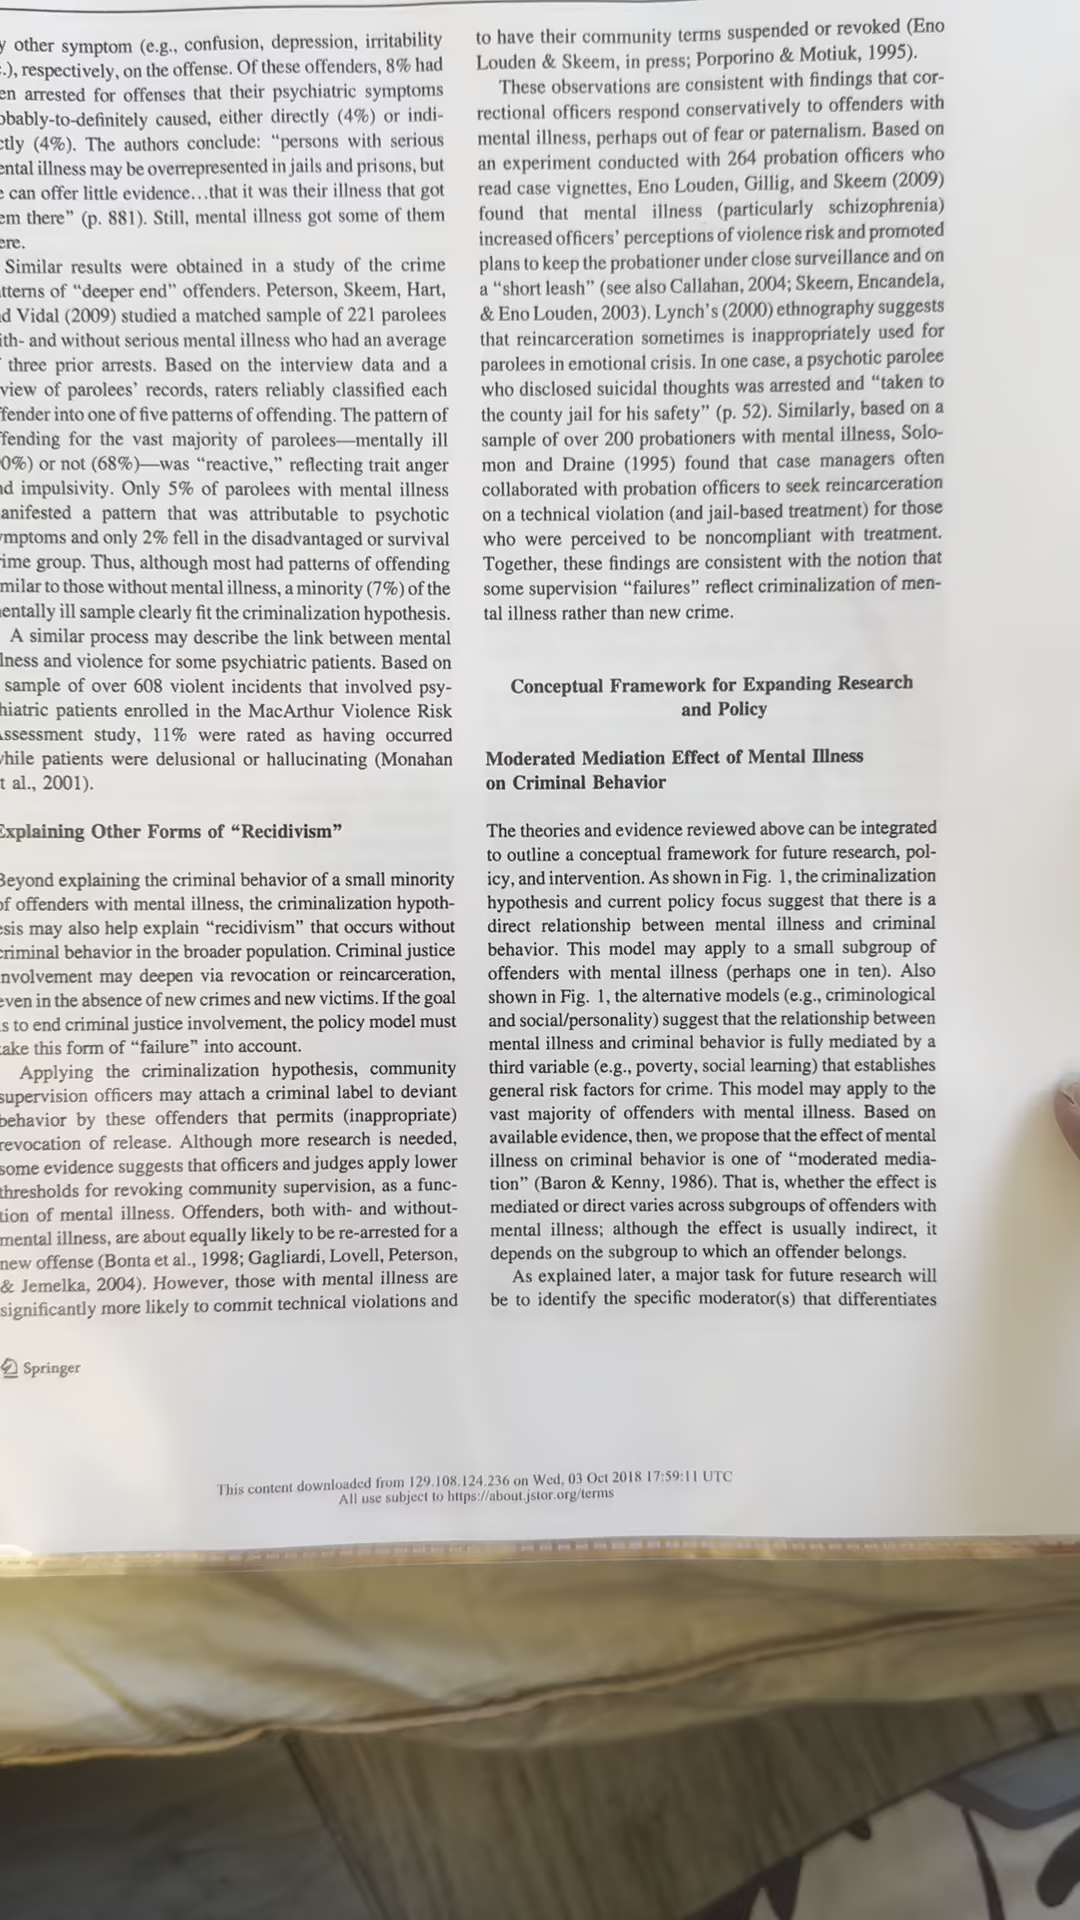 other symptom (e.g., confusion, depression, irritability
.), respectively, on the offense. Of these offenders, 8% had
en arrested for offenses that their psychiatric symptoms
obably-to-definitely caused, either directly (4%) or indi-
ctly (4%). The authors conclude: “persons with serious
ental illness may be overrepresented in jails and prisons, but
e can offer little evidence...that it was their illness that got
em there” (p. 881). Still, mental illness got some of them
ere.
Similar results were obtained in a study of the crime
tterns of “deeper end” offenders. Peterson, Skeem, Hart,
d Vidal (2009) studied a matched sample of 221 parolees
ith- and without serious mental illness who had an average
three prior arrests. Based on the interview data and a
view of parolees’ records, raters reliably classified each
ffender into one of five patterns of offending. The pattern of
ffending for the vast majority of parolees—mentally ill
0%) or not (68%)—was “reactive,” reflecting trait anger
nd impulsivity. Only 5% of parolees with mental illness
anifested a pattern that was attributable to psychotic
mptoms and only 2% fell in the disadvantaged or survival
ime group. Thus, although most had patterns of offending
milar to those without mental illness, a minority (7%) of the
entally ill sample clearly fit the criminalization hypothesis.
A similar process may describe the link between mental
lness and violence for some psychiatric patients. Based on
sample of over 608 violent incidents that involved psy-
hiatric patients enrolled in the MacArthur Violence Risk
ssessment study, 11% were rated as having occurred
hile patients were delusional or hallucinating (Monahan
t al., 2001).
Explaining Other Forms of “Recidivism”
Beyond explaining the criminal behavior of a small minority
of offenders with mental illness, the criminalization hypoth-
esis may also help explain “recidivism” that occurs without
criminal behavior in the broader population. Criminal justice
involvement may deepen via revocation or reincarceration,
even in the absence of new crimes and new victims. If the goal
is to end criminal justice involvement, the policy model must
take this form of “failure” into account.
Applying the criminalization hypothesis, community
supervision officers may attach a criminal label to deviant
behavior by these offenders that permits (inappropriate)
revocation of release. Although more research is needed,
some evidence suggests that officers and judges apply lower
thresholds for revoking community supervision, as a func-
tion of mental illness. Offenders, both with- and without-
mental illness, are about equally likely to be re-arrested for a
new offense (Bonta et al., 1998; Gagliardi, Lovell, Peterson,
& Jemelka, 2004). However, those with mental illness are
significantly more likely to commit technical violations and
to have their community terms suspended or revoked (Eno
Louden & Skeem, in press; Porporino & Motiuk, 1995).
These observations are consistent with findings that cor-
rectional officers respond conservatively to offenders with
mental illness, perhaps out of fear or paternalism. Based on
an experiment conducted with 264 probation officers who
read case vignettes, Eno Louden, Gillig, and Skeem (2009)
found that mental illness (particularly schizophrenia)
increased officers’ perceptions of violence risk and promoted
plans to keep the probationer under close surveillance and on
a “short leash” (see also Callahan, 2004; Skeem, Encandela,
& Eno Louden, 2003). Lynch’s (2000) ethnography suggests
that reincarceration sometimes is inappropriately used for
parolees in emotional crisis. In one case, a psychotic parolee
who disclosed suicidal thoughts was arrested and “taken to
the county jail for his safety” (p. 52). Similarly, based on a
sample of over 200 probationers with mental illness, Solo-
mon and Draine (1995) found that case managers often
collaborated with probation officers to seek reincarceration
on a technical violation (and jail-based treatment) for those
who were perceived to be noncompliant with treatment.
Together, these findings are consistent with the notion that
some supervision “failures” reflect criminalization of men-
tal illness rather than new crime.
Conceptual Framework for Expanding Research
and Policy
Moderated Mediation Effect of Mental Illness
on Criminal Behavior
The theories and evidence reviewed above can be integrated
to outline a conceptual framework for future research, pol-
icy, and intervention. As shown in Fig. 1, the criminalization
hypothesis and current policy focus suggest that there is a
direct relationship between mental illness and criminal
behavior. This model may apply to a small subgroup of
offenders with mental illness (perhaps one in ten). Also
shown in Fig. 1, the alternative models (e.g., criminological
and social/personality) suggest that the relationship between
mental illness and criminal behavior is fully mediated by a
third variable (e.g., poverty, social learning) that establishes
general risk factors for crime. This model may apply to the
vast majority of offenders with mental illness. Based on
available evidence, then, we propose that the effect of mental
illness on criminal behavior is one of “moderated media-
tion” (Baron & Kenny, 1986). That is, whether the effect is
mediated or direct varies across subgroups of offenders with
mental illness; although the effect is usually indirect, it
depends on the subgroup to which an offender belongs.
As explained later, a major task for future research will
be to identify the specific moderator(s) that differentiates
Springer
This content downloaded from 129.108.124.236 on Wed, 03 Oct 2018 17:59:11 UTC
All use subject to https://about.jstor.org/terms